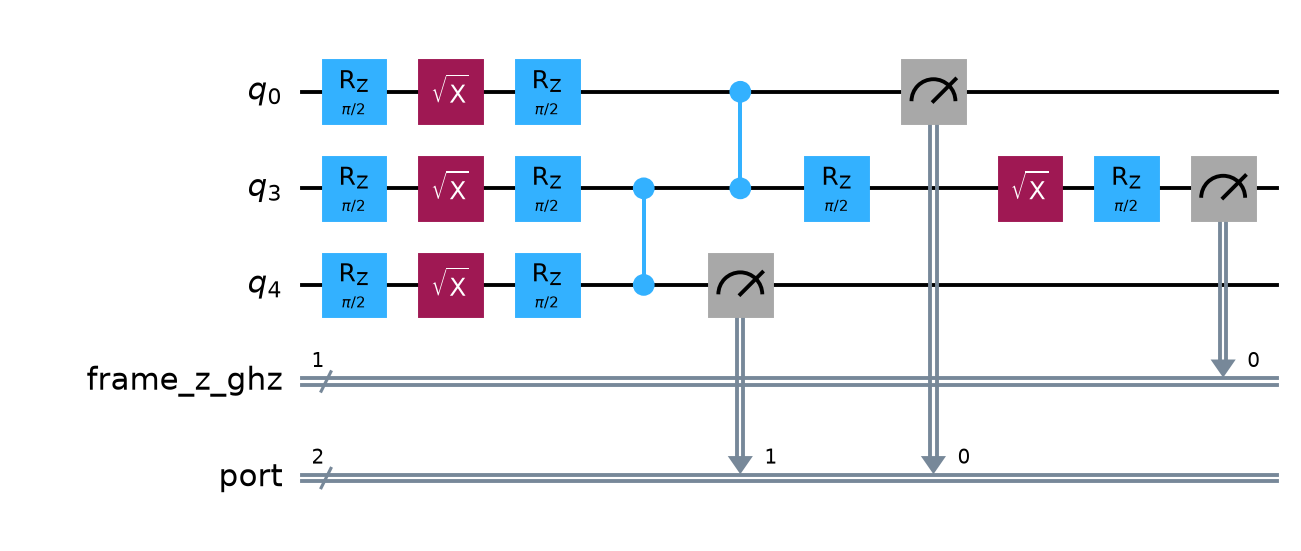 q0 RZ π/2 √X RZ π/2
q3 RZ π/2 √X RZ π/2 RZ π/2 √X RZ π/2
q4 RZ π/2 √X RZ π/2
frame_z_ghz 1 0
port 2 1 0